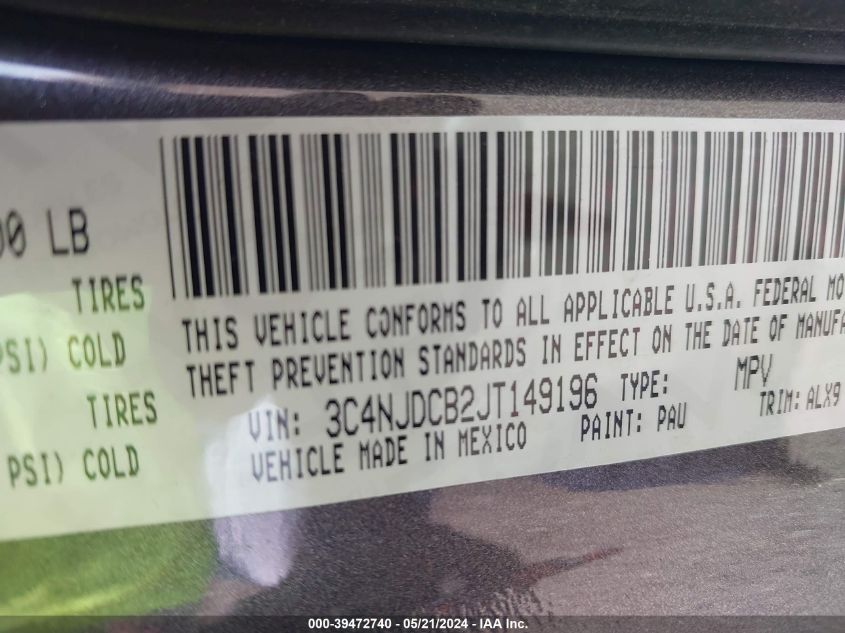 00 LB
TIRES
PSI) COLD
TIRES
PSI) COLD
THIS VEHICLE CONFORMS TO ALL APPLICABLE U.S.A. FEDERAL MO
THEFT PREVENTION STANDARDS IN EFFECT ON THE DATE OF MANUFA
VIN: 3C4NJDCB2JT149196 TYPE: MPV
VEHICLE MADE IN MEXICO PAINT: PAU TRIM: ALX9
000-39472740 - 05/21/2024 - IAA Inc.